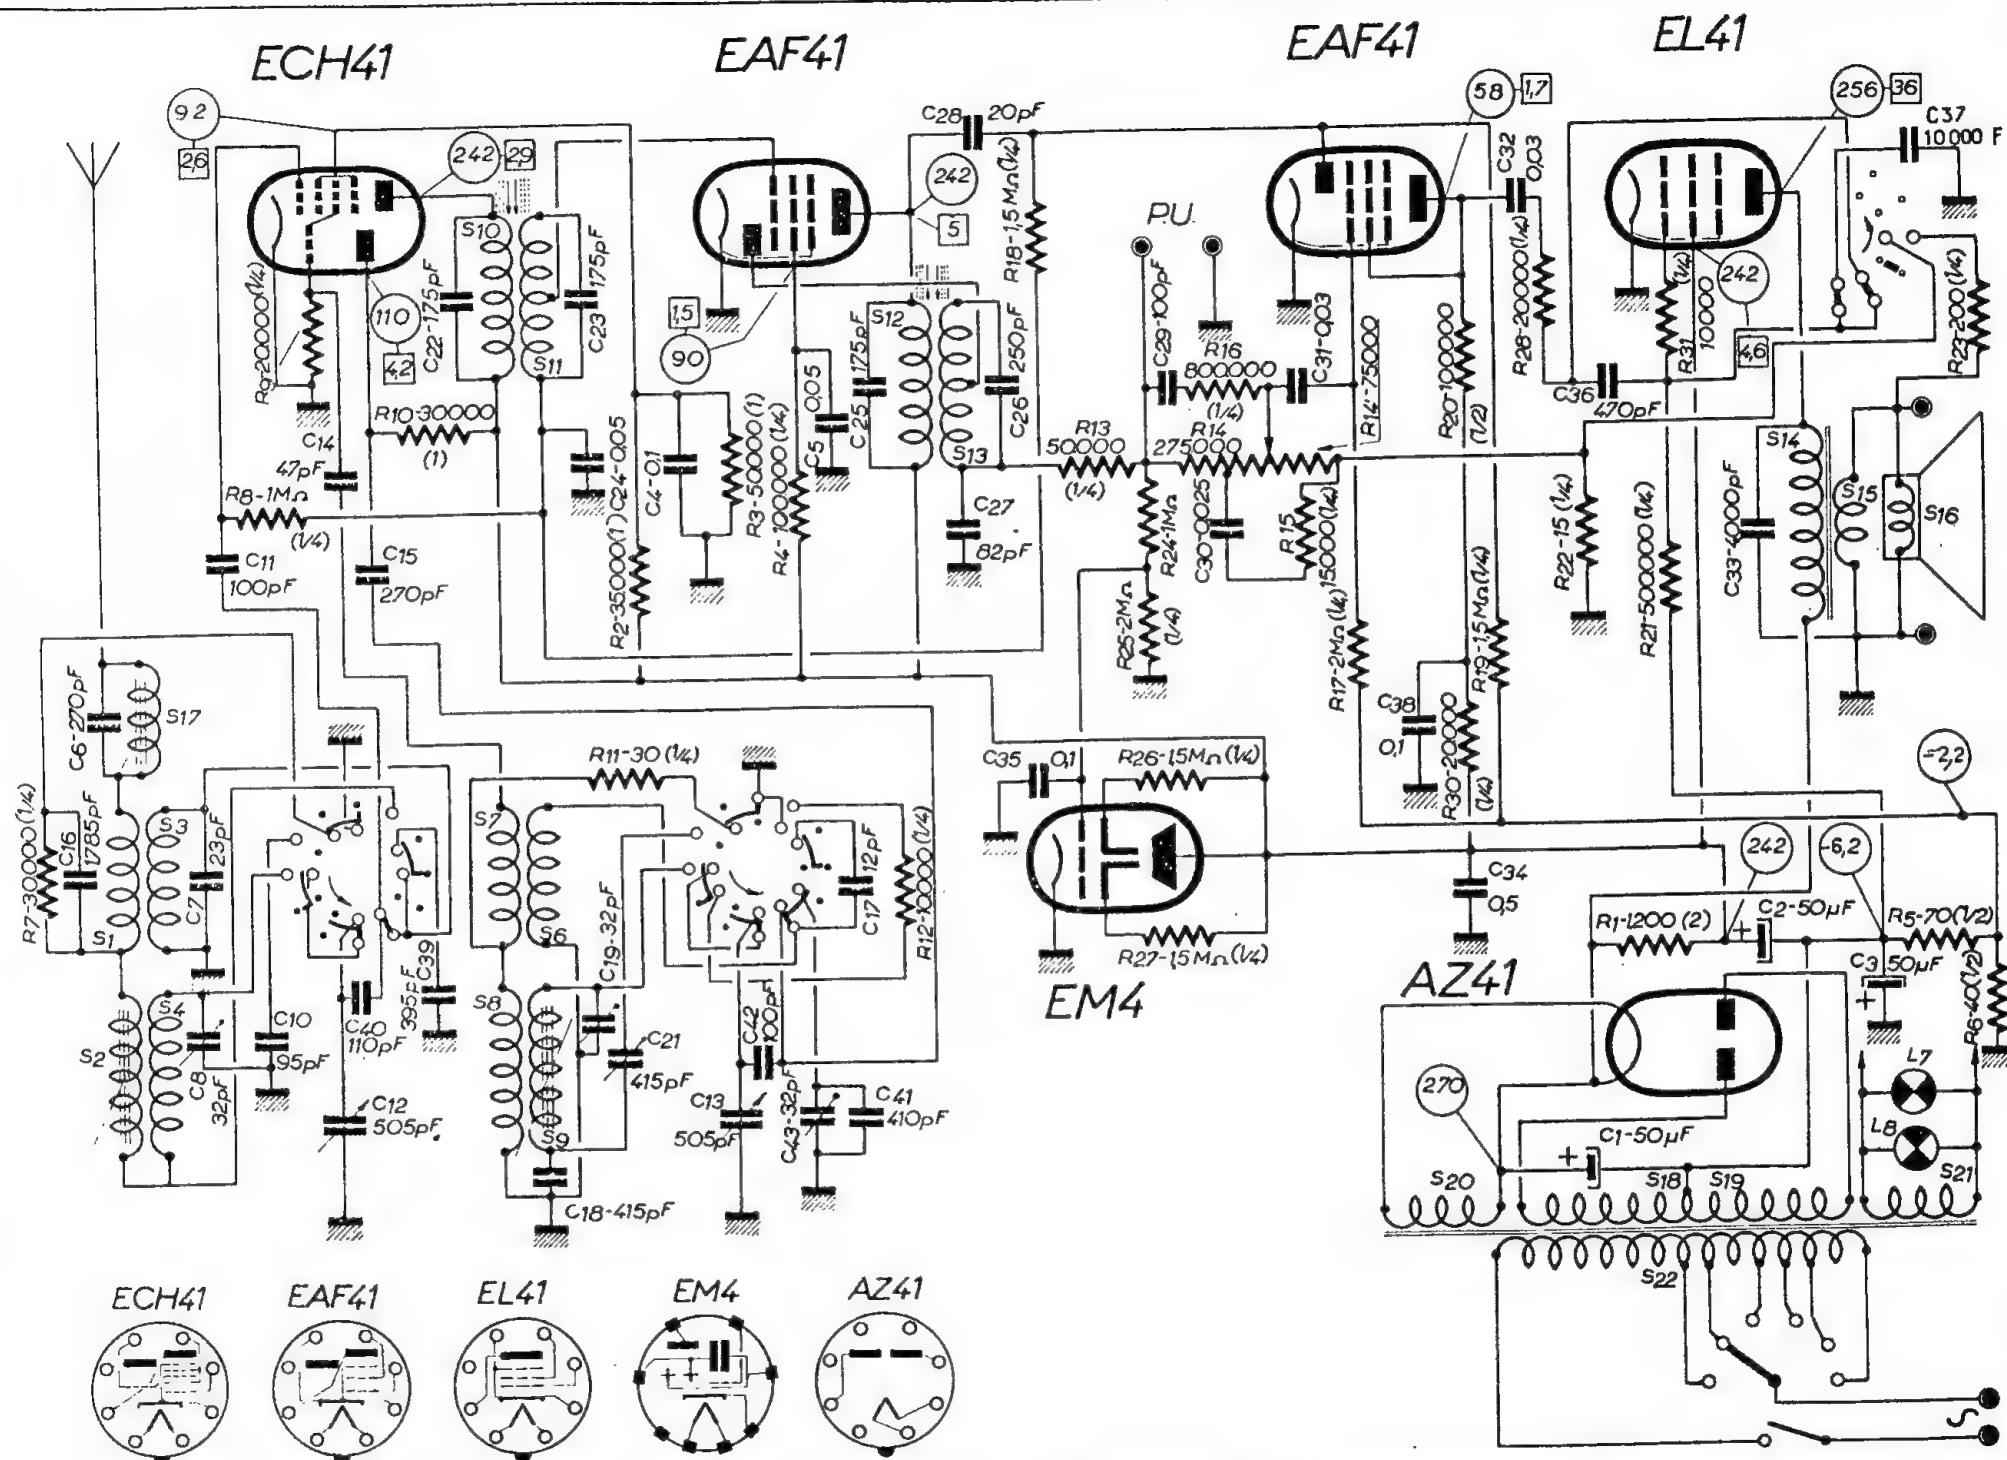 ECH41
EAF41
EAF41
EL41
92
2,6
242
2,9
S10
S11
C22-175pF
175pF
C23
R9-20000(1/4)
110
4,2
C14
47pF
R10-30000
(1)
R8-1MΩ
(1/4)
C11
100pF
C15
270pF
C28
20pF
242
5
1,5
90
R18-1,5MΩ(1/4)
S12
S13
175pF
C25
250pF
C26
C5
0,05
C24-0,05
R2-35000(1)
C4-0,1
R3-50000(1)
R4-100000(1/4)
C27
82pF
P.U.
C29-100pF
R16
800.000
(1/4)
C31-0,03
R13
50.000
(1/4)
R14
275000
R14'-75000
R24-1MΩ
C30-0,025
R15
15000(1/4)
R25-2MΩ
(1/4)
58
1,7
C32
0,03
R28-20000(1/4)
R20-100000
(1/2)
R17-2MΩ(1/4)
R19-1,5MΩ(1/4)
C38
0,1
R30-20000
(1/4)
256
36
C37
10000 F
242
4,6
R31
10000
(1/4)
C36
470pF
R22-15(1/4)
R21-500000(1/4)
R23-200(1/4)
S14
S15
S16
C33-4000pF
C6-270pF
S17
R7-30000(1/4)
C16
1785pF
S1
S3
C7
23pF
S2
S4
C8
32pF
C10
95pF
C40
110pF
C39
395pF
C12
505pF
R11-30(1/4)
S7
S6
S8
S9
C19-32pF
C21
415pF
C18-415pF
C42
100pF
C13
505pF
C43-32pF
C41
410pF
C17
12pF
R12-10000(1/4)
C35
0,1
R26-1,5MΩ(1/4)
R27-1,5MΩ(1/4)
EM4
C34
0,5
-2,2
242
-6,2
R1-1200(2)
C2-50µF
R5-70(1/2)
C3
50µF
R6-40(1/2)
AZ41
270
C1-50µF
L7
L8
S20
S18
S19
S21
S22
ECH41
EAF41
EL41
EM4
AZ41